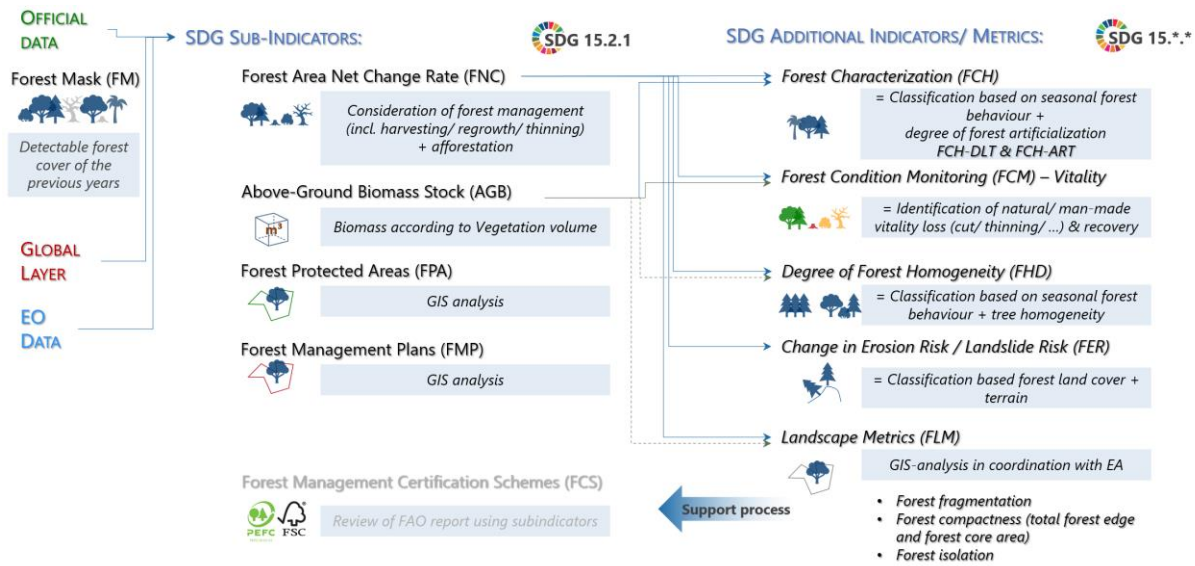 OFFICIAL
DATA
Forest Mask (FM)
Detectable forest
cover of the
previous years
GLOBAL
LAYER
EO
DATA
SDG SUB-INDICATORS:
SDG 15.2.1
Forest Area Net Change Rate (FNC)
Consideration of forest management
(incl. harvesting/ regrowth/ thinning)
+ afforestation
Above-Ground Biomass Stock (AGB)
m³
Biomass according to Vegetation volume
Forest Protected Areas (FPA)
GIS analysis
Forest Management Plans (FMP)
GIS analysis
Forest Management Certification Schemes (FCS)
PEFC
FSC
Review of FAO report using subindicators
Support process
SDG ADDITIONAL INDICATORS/ METRICS:
SDG 15.*.*
Forest Characterization (FCH)
= Classification based on seasonal forest
behaviour +
degree of forest artificialization
FCH-DLT & FCH-ART
Forest Condition Monitoring (FCM) – Vitality
= Identification of natural/ man-made
vitality loss (cut/ thinning/ ...) & recovery
Degree of Forest Homogeneity (FHD)
= Classification based on seasonal forest
behaviour + tree homogeneity
Change in Erosion Risk / Landslide Risk (FER)
= Classification based forest land cover +
terrain
Landscape Metrics (FLM)
GIS-analysis in coordination with EA
• Forest fragmentation
• Forest compactness (total forest edge
and forest core area)
• Forest isolation